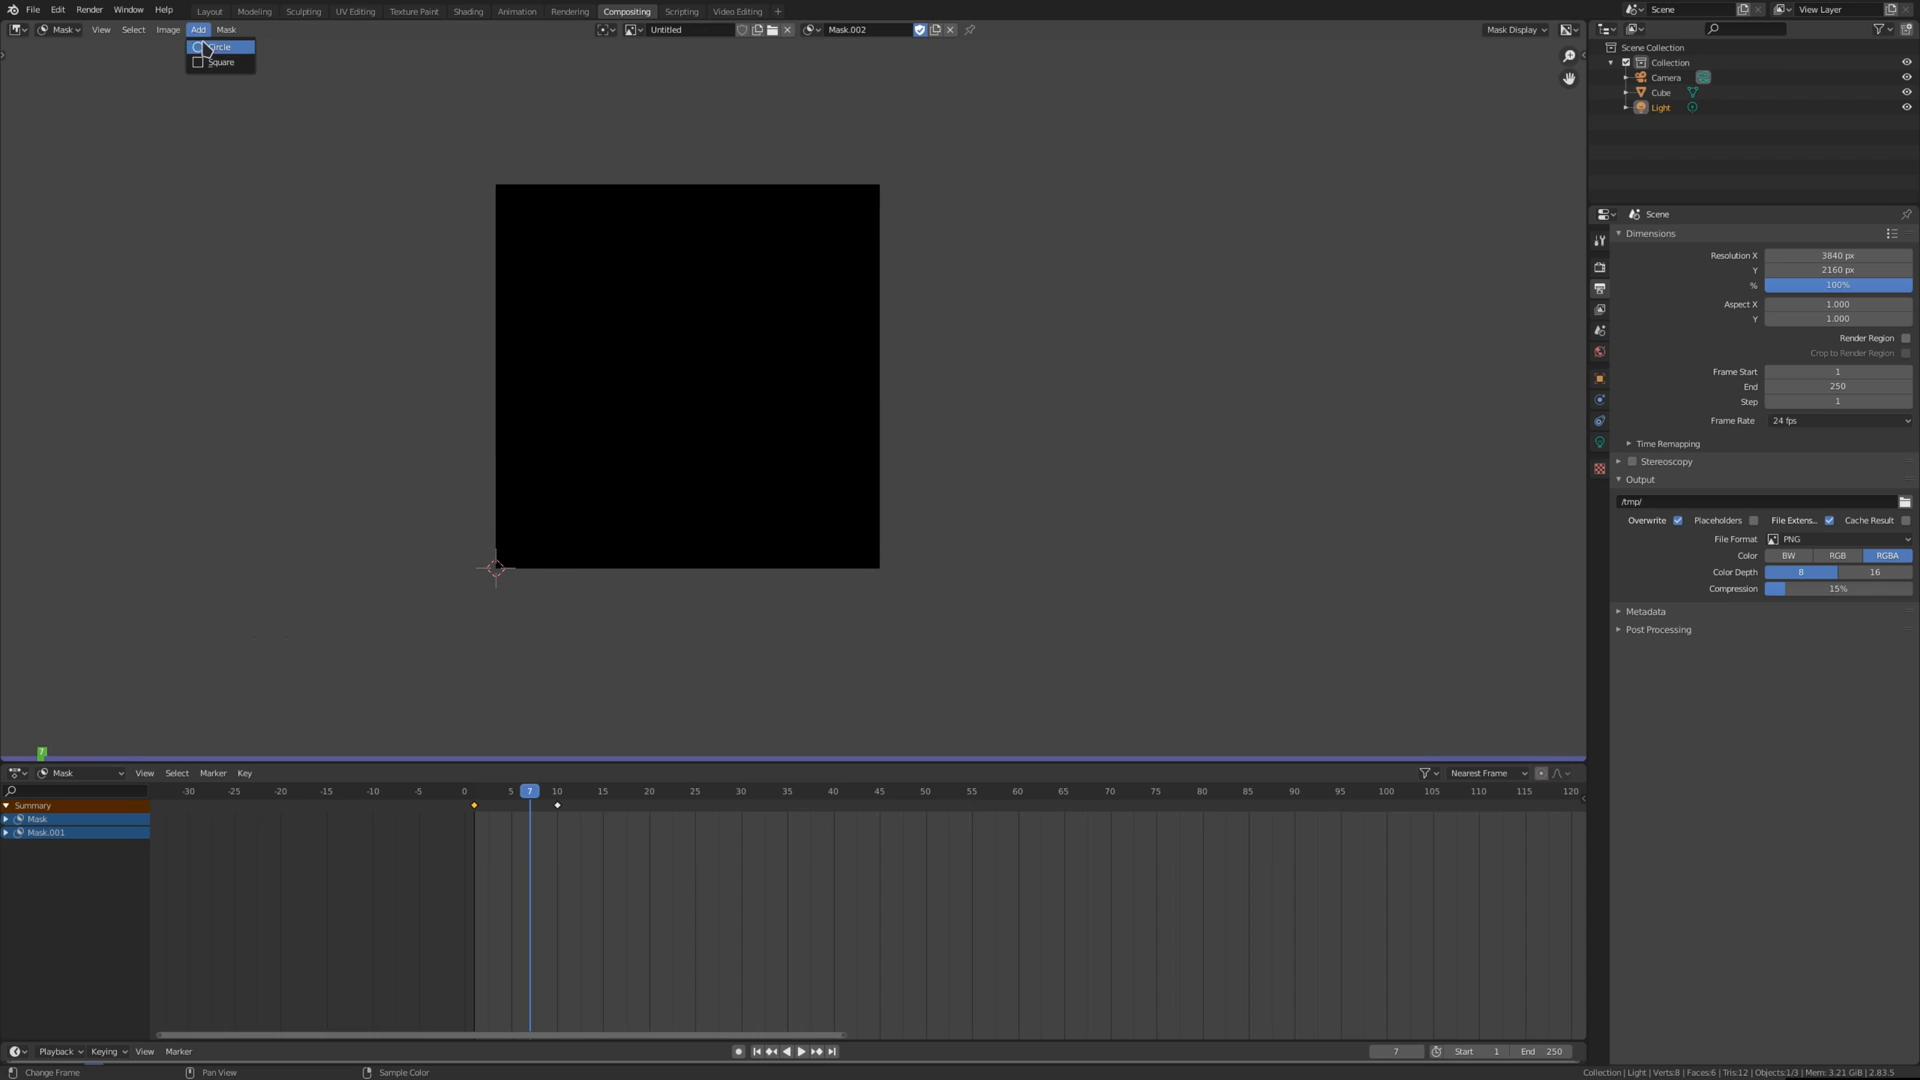 File Edit Render Window Help Layout Modeling Sculpting UV Editing Texture Paint Shading Animation Rendering Compositing Scripting Video Editing + Scene View Layer
Mask View Select Image Add Mask Untitled Mask.002 Mask Display
Circle
Square
Scene Collection
Collection
Camera
Cube
Light
Scene
Dimensions
Resolution X 3840 px
Y 2160 px
% 100%
Aspect X 1.000
Y 1.000
Render Region
Crop to Render Region
Frame Start 1
End 250
Step 1
Frame Rate 24 fps
Time Remapping
Stereoscopy
Output
/tmp/
Overwrite Placeholders File Extens... Cache Result
File Format PNG
Color BW RGB RGBA
Color Depth 8 16
Compression 15%
Metadata
Post Processing
7
Mask View Select Marker Key Nearest Frame
-30 -25 -20 -15 -10 -5 0 5 7 10 15 20 25 30 35 40 45 50 55 60 65 70 75 80 85 90 95 100 105 110 115 120
Summary
Mask
Mask.001
Playback Keying View Marker 7 Start 1 End 250
Change Frame Pan View Sample Color Collection | Light | Verts:8 | Faces:6 | Tris:12 | Objects:1/3 | Mem: 3.21 GiB | 2.83.5